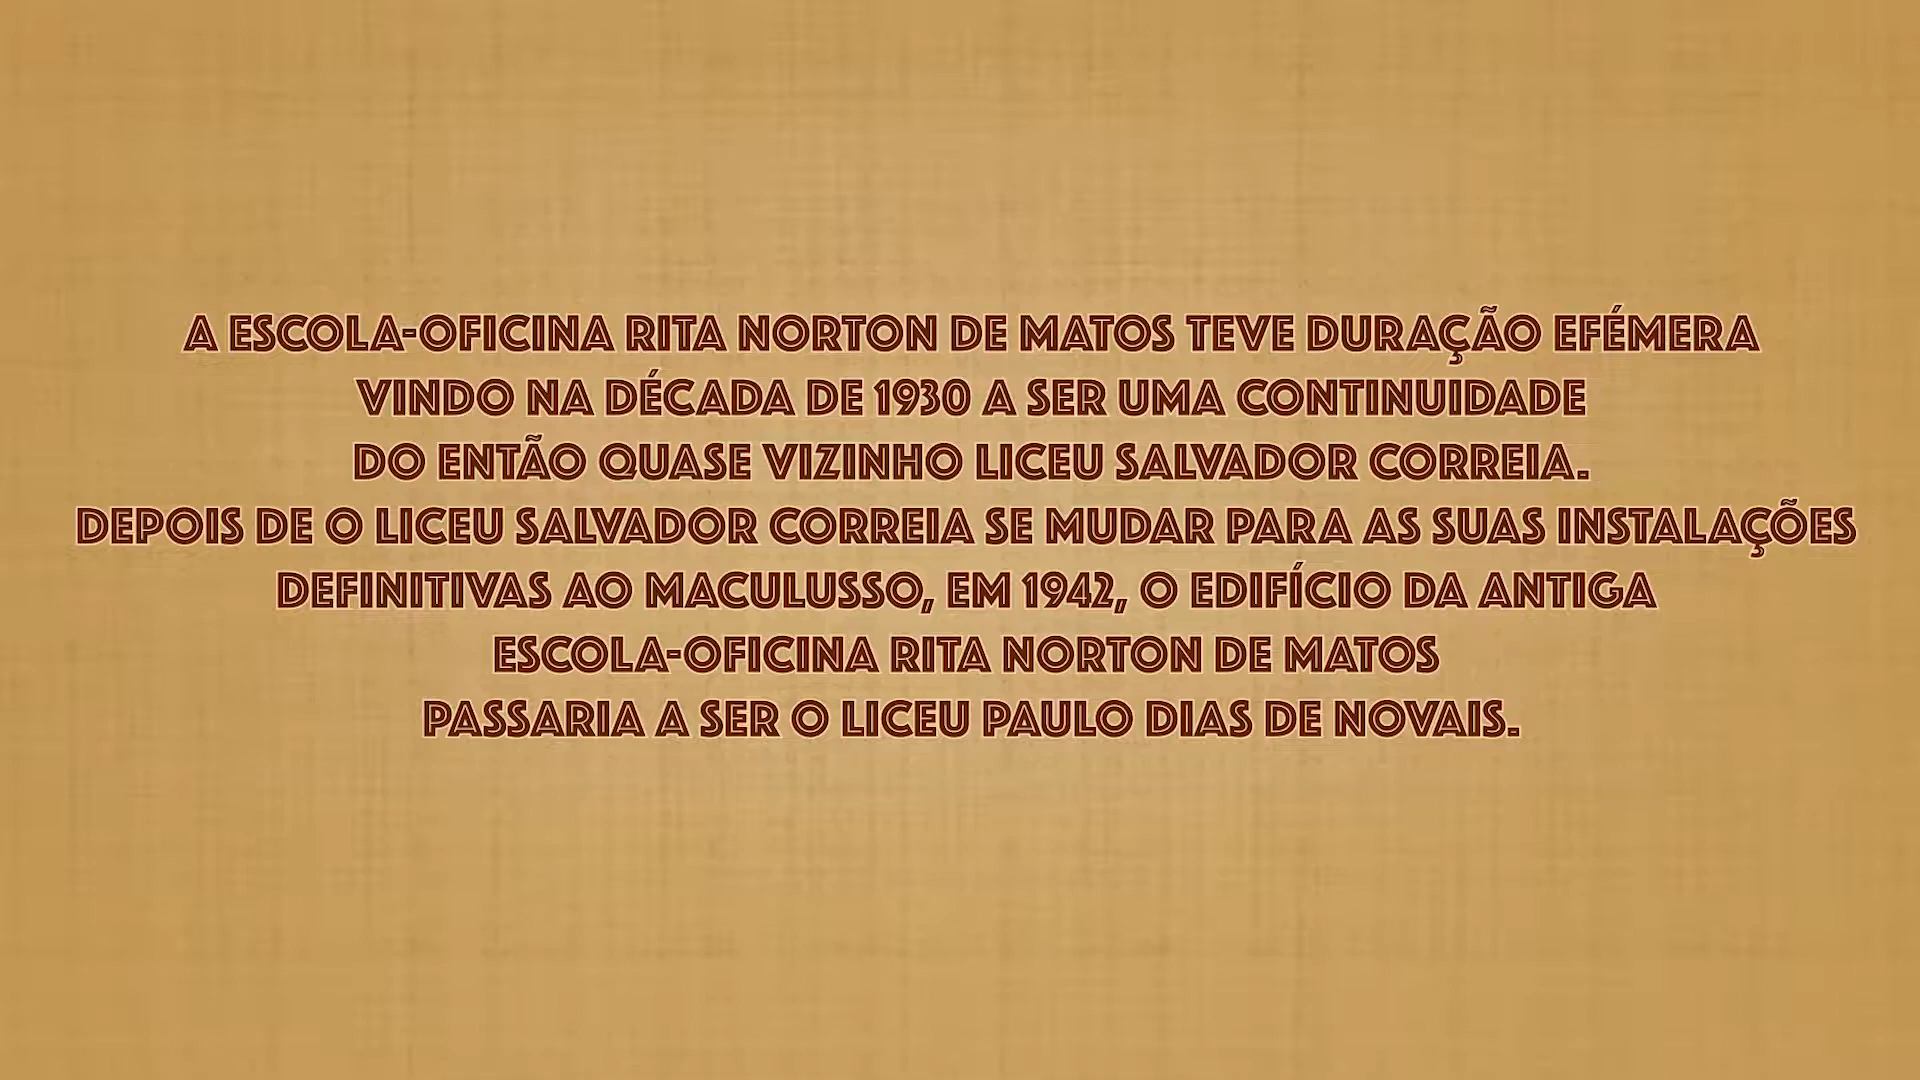 A ESCOLA-OFICINA RITA NORTON DE MATOS TEVE DURAÇÃO EFÉMERA
VINDO NA DÉCADA DE 1930 A SER UMA CONTINUIDADE
DO ENTÃO QUASE VIZINHO LICEU SALVADOR CORREIA.
DEPOIS DE O LICEU SALVADOR CORREIA SE MUDAR PARA AS SUAS INSTALAÇÕES
DEFINITIVAS AO MACULUSSO, EM 1942, O EDIFÍCIO DA ANTIGA
ESCOLA-OFICINA RITA NORTON DE MATOS
PASSARIA A SER O LICEU PAULO DIAS DE NOVAIS.